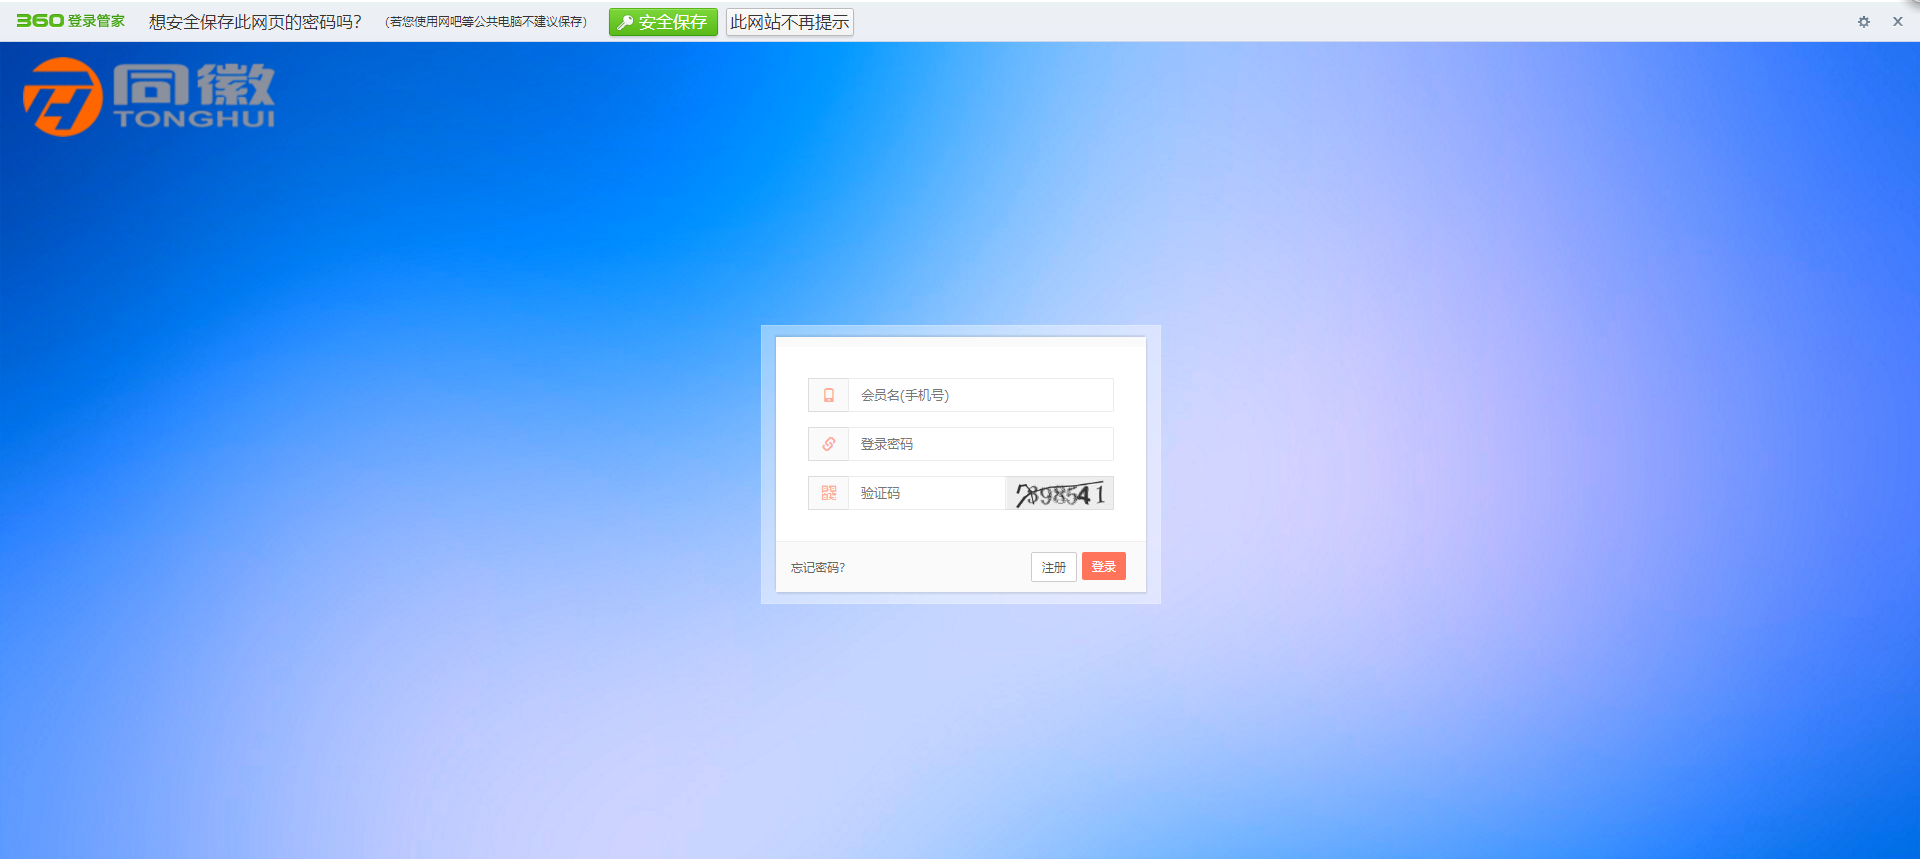 360 登录管家 想安全保存此网页的密码吗? (若您使用网吧等公共电脑不建议保存) 安全保存 此网站不再提示
同徽
TONGHUI
会员名(手机号)
登录密码
验证码
忘记密码?
注册 登录